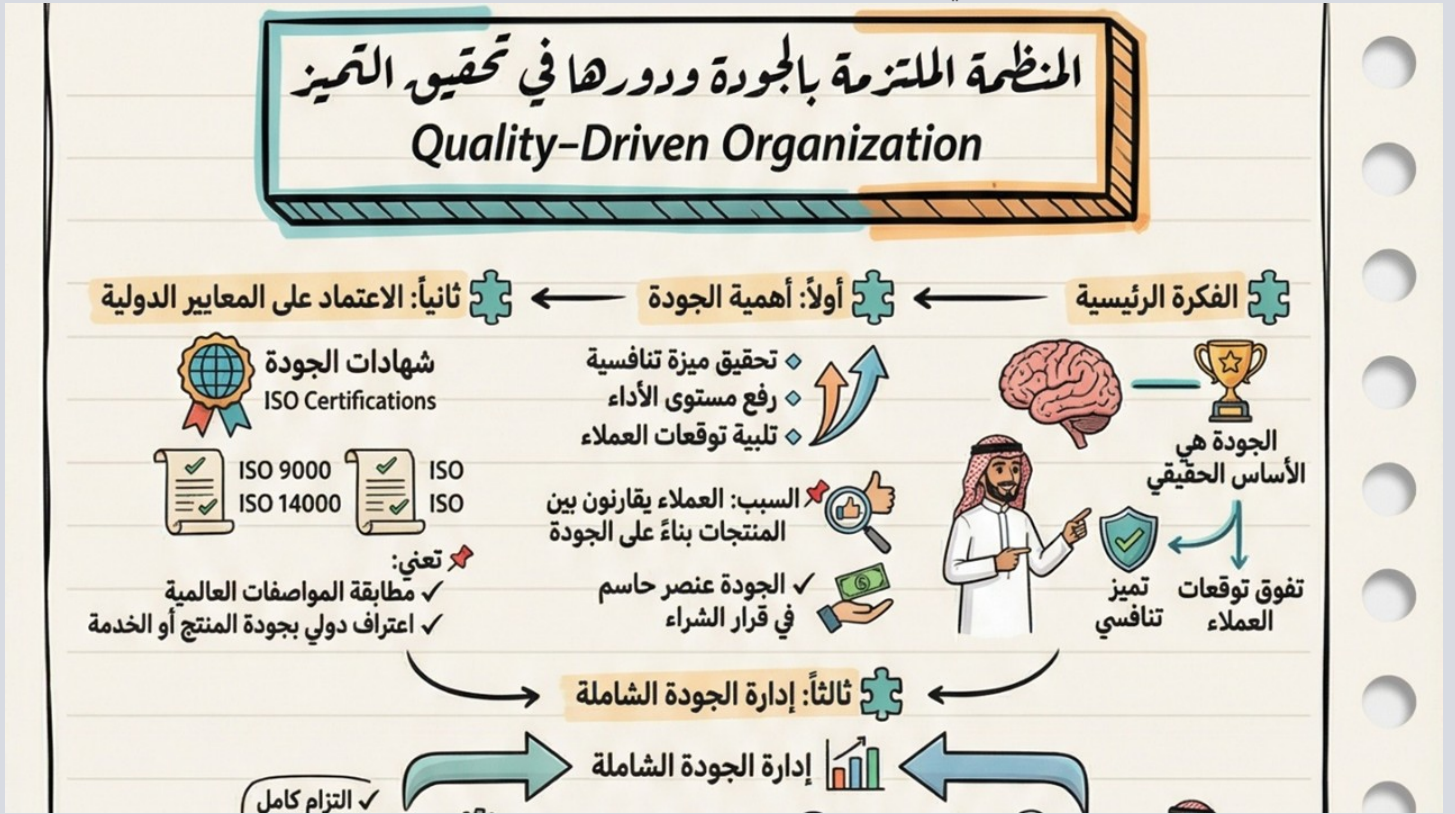 المنظمة الملتزمة بالجودة ودورها في تحقيق التميز
Quality-Driven Organization
الفكرة الرئيسية
الجودة هي
الأساس الحقيقي
تفوق توقعات
العملاء
تميز
تنافسي
أولاً: أهمية الجودة
تحقيق ميزة تنافسية
رفع مستوى الأداء
تلبية توقعات العملاء
السبب: العملاء يقارنون بين
المنتجات بناءً على الجودة
✓ الجودة عنصر حاسم
في قرار الشراء
ثانياً: الاعتماد على المعايير الدولية
شهادات الجودة
ISO Certifications
ISO
ISO
ISO 9000
ISO 14000
تعني:
✓ مطابقة المواصفات العالمية
✓ اعتراف دولي بجودة المنتج أو الخدمة
ثالثاً: إدارة الجودة الشاملة
إدارة الجودة الشاملة
✓ التزام كامل